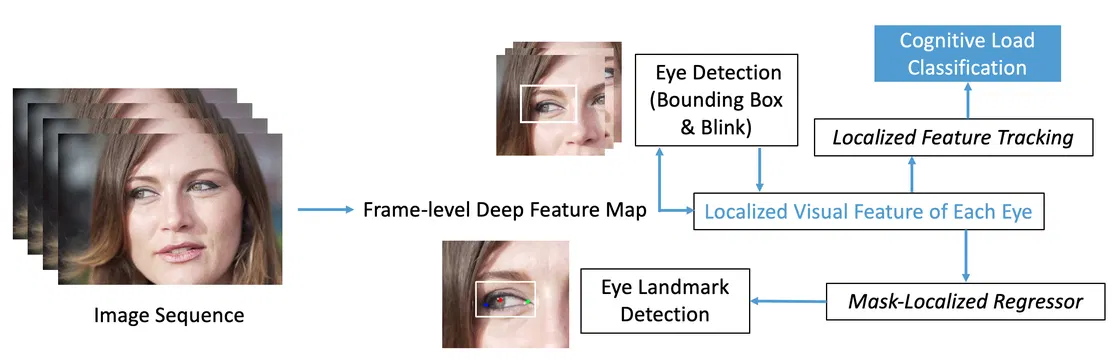 Image Sequence
Frame-level Deep Feature Map
Eye Detection
(Bounding Box
& Blink)
Localized Visual Feature of Each Eye
Localized Feature Tracking
Cognitive Load
Classification
Mask-Localized Regressor
Eye Landmark
Detection